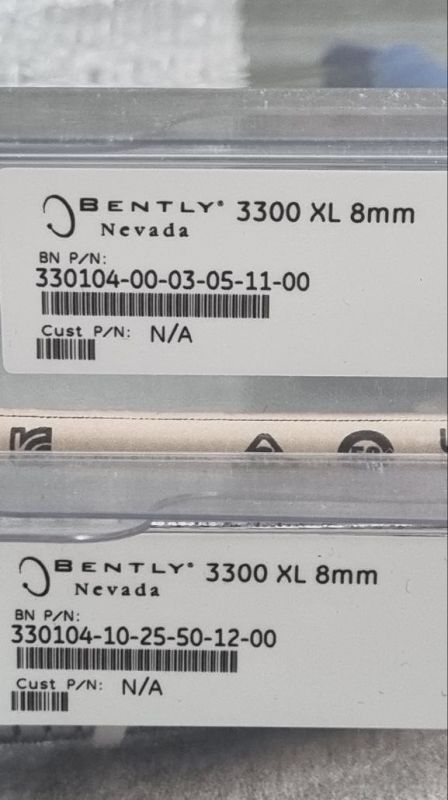 BENTLY® 3300 XL 8mm
Nevada
BN P/N:
330104-00-03-05-11-00
Cust P/N: N/A
BENTLY® 3300 XL 8mm
Nevada
BN P/N:
330104-10-25-50-12-00
Cust P/N: N/A